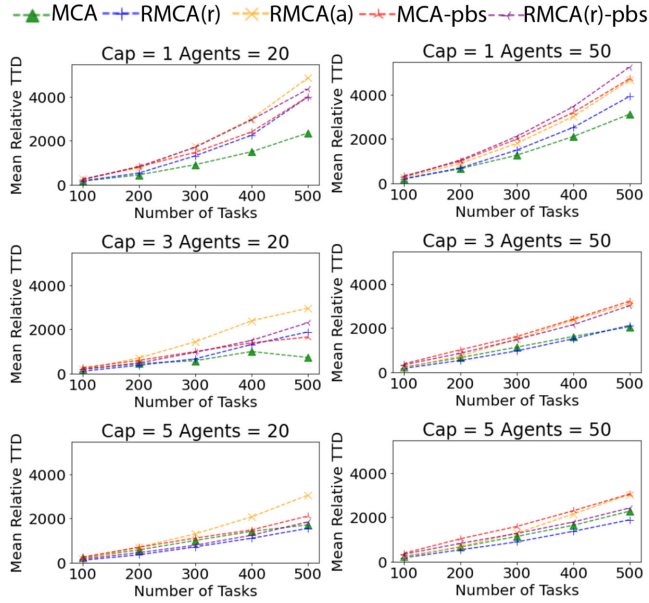 MCA RMCA(r) RMCA(a) MCA-pbs RMCA(r)-pbs
Cap = 1 Agents = 20
Mean Relative TTD
4000
2000
0
100 200 300 400 500
Number of Tasks
Cap = 1 Agents = 50
Mean Relative TTD
4000
2000
0
100 200 300 400 500
Number of Tasks
Cap = 3 Agents = 20
Mean Relative TTD
4000
2000
0
100 200 300 400 500
Number of Tasks
Cap = 3 Agents = 50
Mean Relative TTD
4000
2000
0
100 200 300 400 500
Number of Tasks
Cap = 5 Agents = 20
Mean Relative TTD
4000
2000
0
100 200 300 400 500
Number of Tasks
Cap = 5 Agents = 50
Mean Relative TTD
4000
2000
0
100 200 300 400 500
Number of Tasks